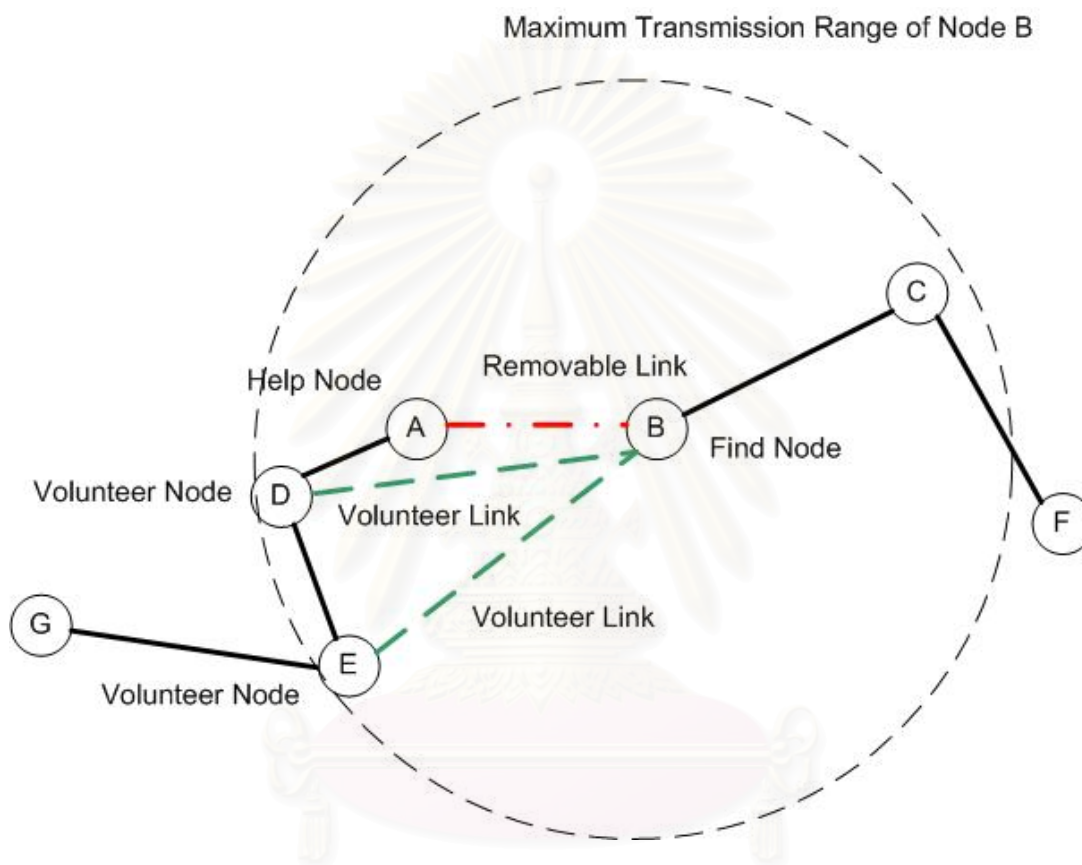 Maximum Transmission Range of Node B
C
Help Node
Removable Link
A
B
Find Node
Volunteer Node
D
Volunteer Link
F
G
Volunteer Link
E
Volunteer Node